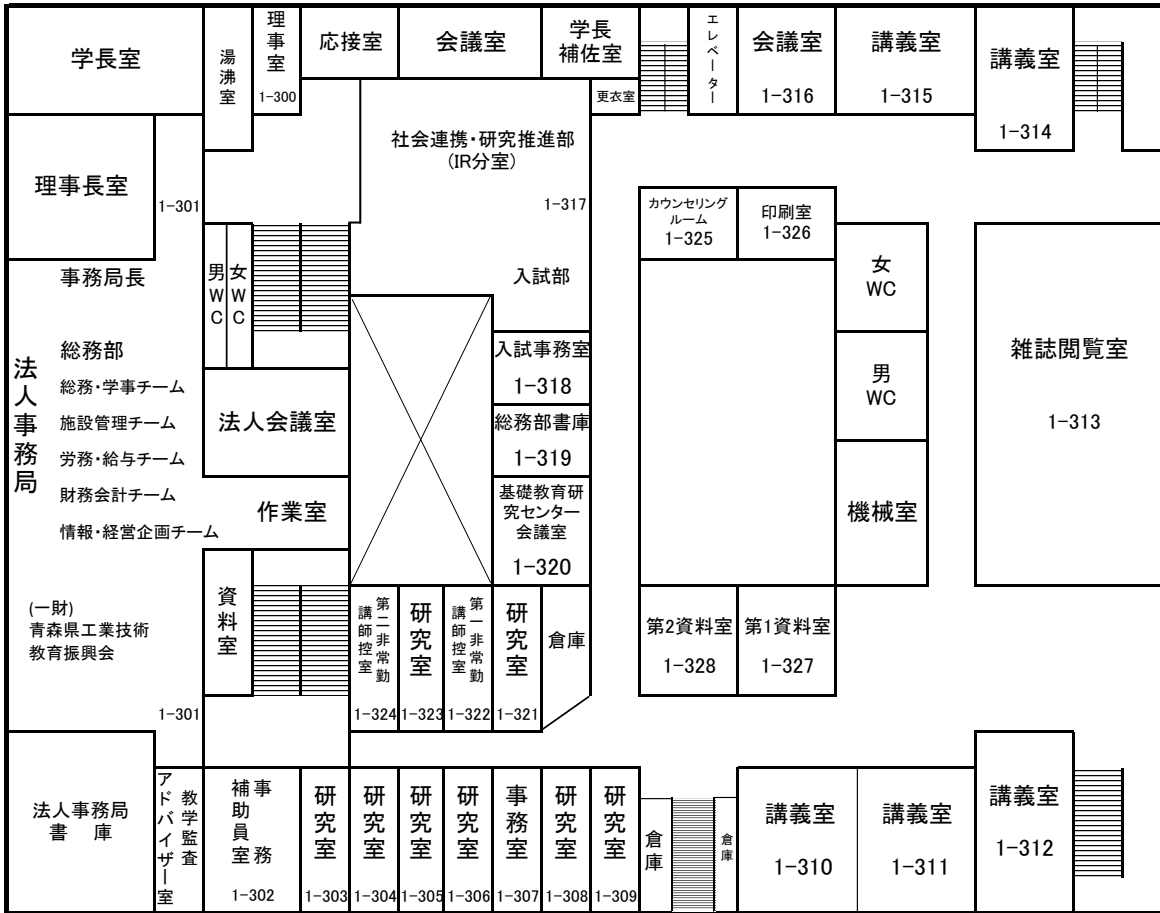 学長室
湯沸室
理事室
1-300
応接室
会議室
学長
補佐室
更衣室
エレベーター
会議室
1-316
講義室
1-315
講義室
1-314
理事長室
1-301
社会連携・研究推進部
(IR分室)
1-317
カウンセリング
ルーム
1-325
印刷室
1-326
事務局長
男WC
女WC
入試部
女
WC
男
WC
機械室
雑誌閲覧室
1-313
法人事務局
総務部
総務・学事チーム
施設管理チーム
労務・給与チーム
財務会計チーム
情報・経営企画チーム
法人会議室
作業室
入試事務室
1-318
総務部書庫
1-319
基礎教育研
究センター
会議室
1-320
(一財)
青森県工業技術
教育振興会
資料室
第二非常勤
講師控室
1-324
研究室
1-323
第一非常勤
講師控室
1-322
研究室
1-321
倉庫
第2資料室
1-328
第1資料室
1-327
1-301
法人事務局
書 庫
教学監査
アドバイザー室
事務
補助員室
1-302
研究室
1-303
研究室
1-304
研究室
1-305
研究室
1-306
事務室
1-307
研究室
1-308
研究室
1-309
倉庫
倉庫
講義室
1-310
講義室
1-311
講義室
1-312